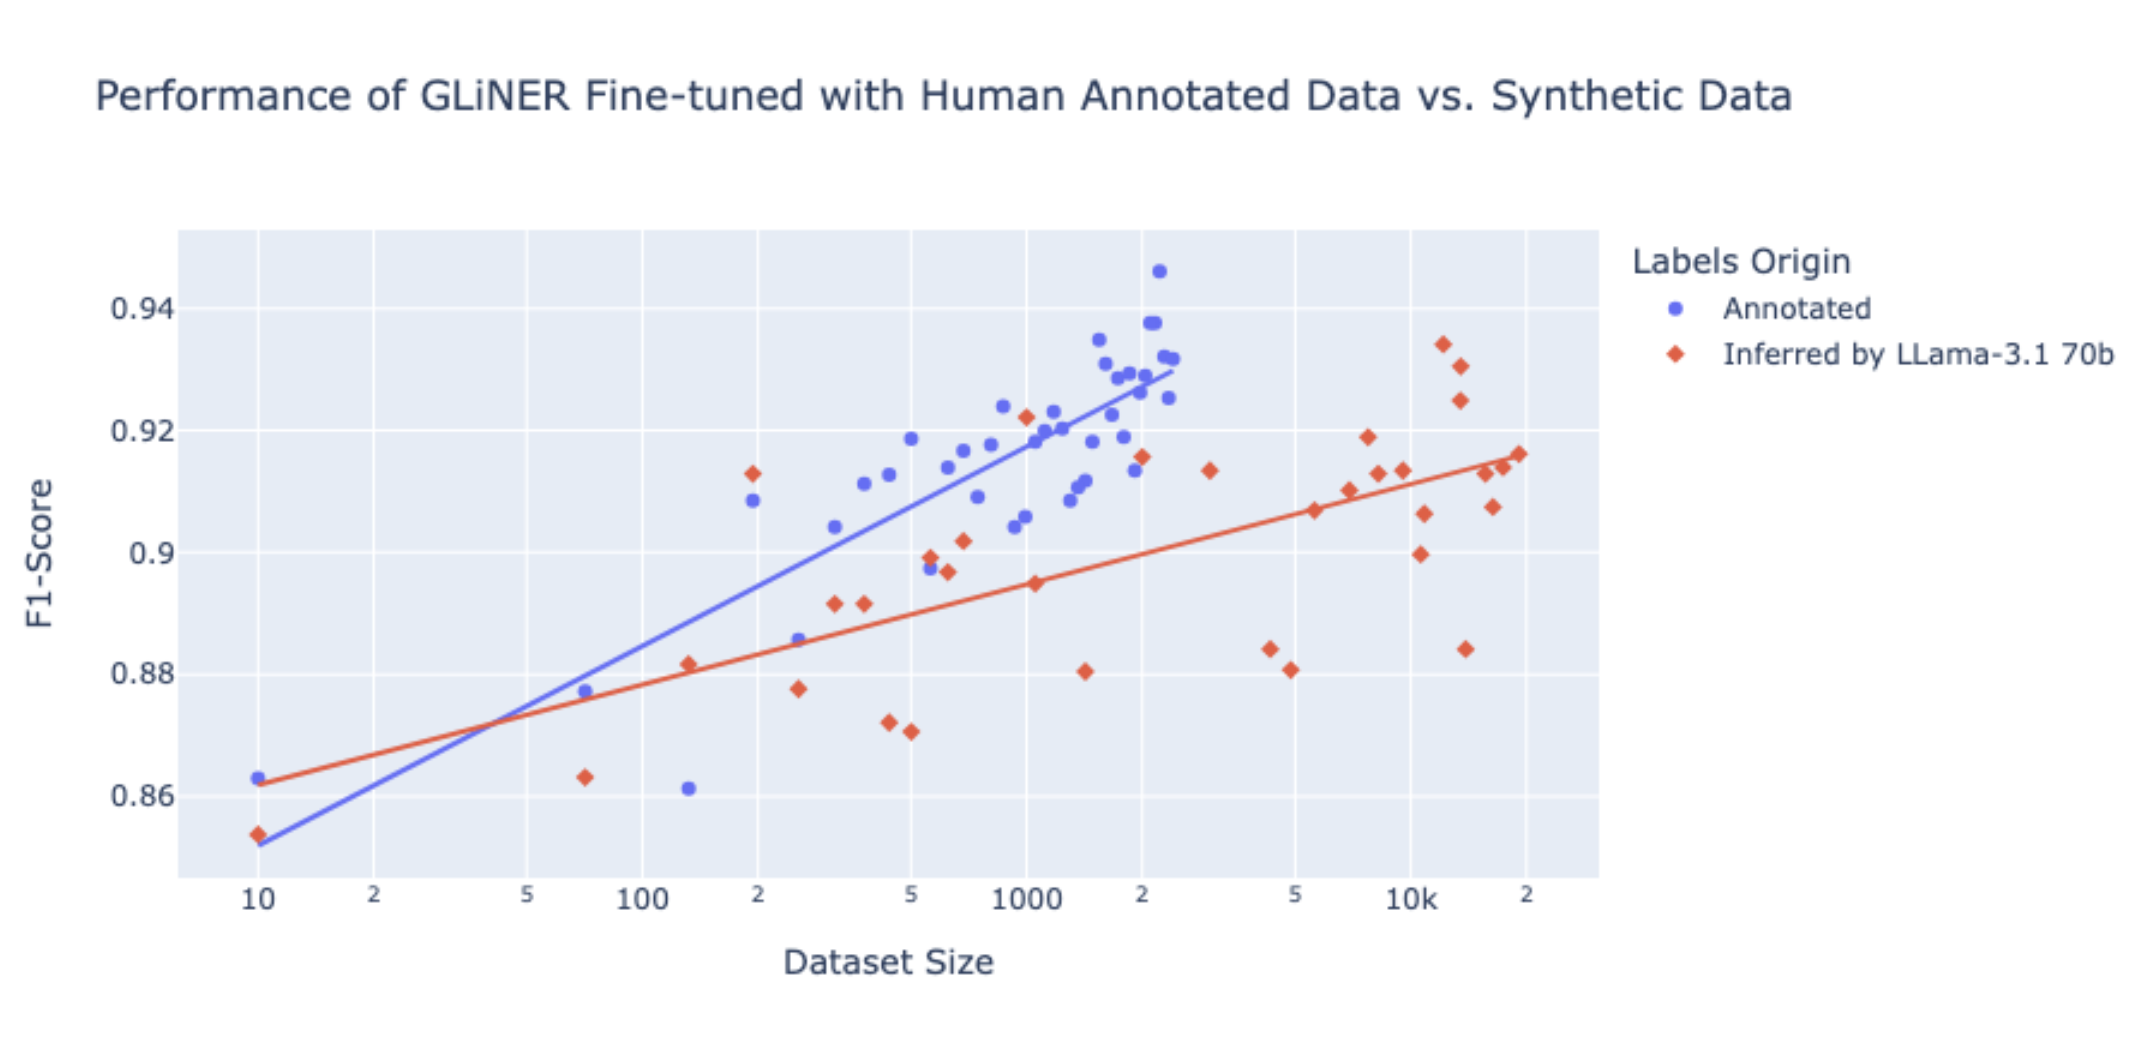 Performance of GLiNER Fine-tuned with Human Annotated Data vs. Synthetic Data
Labels Origin
Annotated
Inferred by LLama-3.1 70b
F1-Score
0.94
0.92
0.9
0.88
0.86
10 2 5 100 2 5 1000 2 5 10k 2
Dataset Size